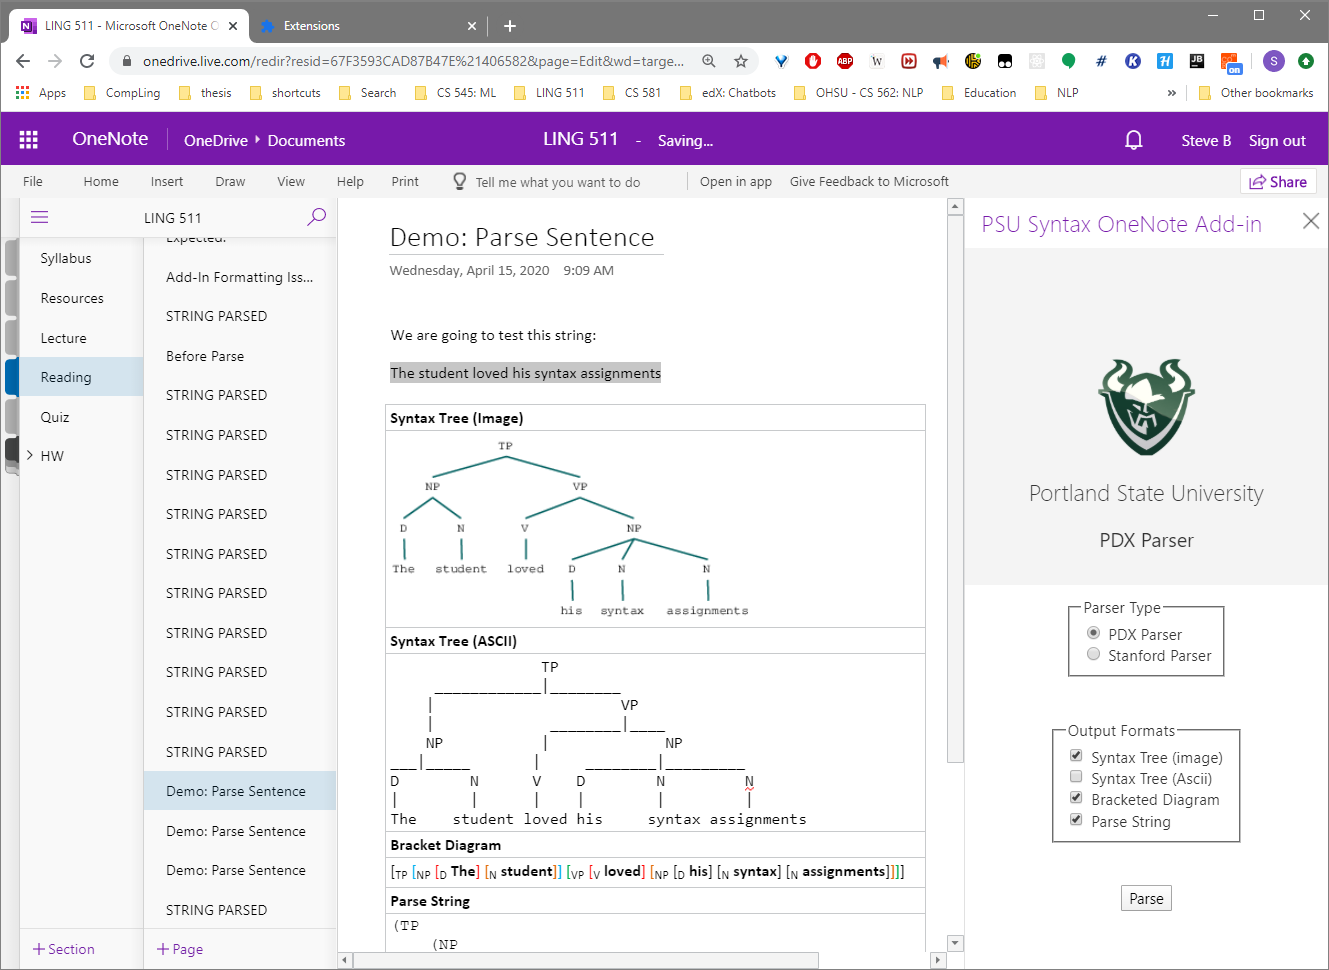 LING 511 - Microsoft OneNote O
Extensions
onedrive.live.com/redir?resid=67F3593CAD87B47E%21406582&page=Edit&wd=targe...
ABP
W
#
K
H
JB
on
S
Apps
CompLing
thesis
shortcuts
Search
CS 545: ML
LING 511
CS 581
edX: Chatbots
OHSU - CS 562: NLP
Education
NLP
»
Other bookmarks
OneNote
OneDrive
Documents
LING 511 - Saving...
Steve B
Sign out
File
Home
Insert
Draw
View
Help
Print
Tell me what you want to do
Open in app
Give Feedback to Microsoft
Share
LING 511
Syllabus
Resources
Lecture
Reading
Quiz
HW
+ Section
Expected:
Add-In Formatting Iss...
STRING PARSED
Before Parse
STRING PARSED
STRING PARSED
STRING PARSED
STRING PARSED
STRING PARSED
STRING PARSED
STRING PARSED
STRING PARSED
STRING PARSED
STRING PARSED
Demo: Parse Sentence
Demo: Parse Sentence
Demo: Parse Sentence
STRING PARSED
+ Page
Demo: Parse Sentence
Wednesday, April 15, 2020 9:09 AM
We are going to test this string:
The student loved his syntax assignments
Syntax Tree (Image)
TP
NP VP
D N V NP
The student loved D N N
his syntax assignments
Syntax Tree (ASCII)
TP
VP
NP NP
D N V D N N
The student loved his syntax assignments
Bracket Diagram
[TP [NP [D The] [N student]] [VP [V loved] [NP [D his] [N syntax] [N assignments]]]]
Parse String
(TP
(NP
PSU Syntax OneNote Add-in
Portland State University
PDX Parser
Parser Type
PDX Parser
Stanford Parser
Output Formats
Syntax Tree (image)
Syntax Tree (Ascii)
Bracketed Diagram
Parse String
Parse